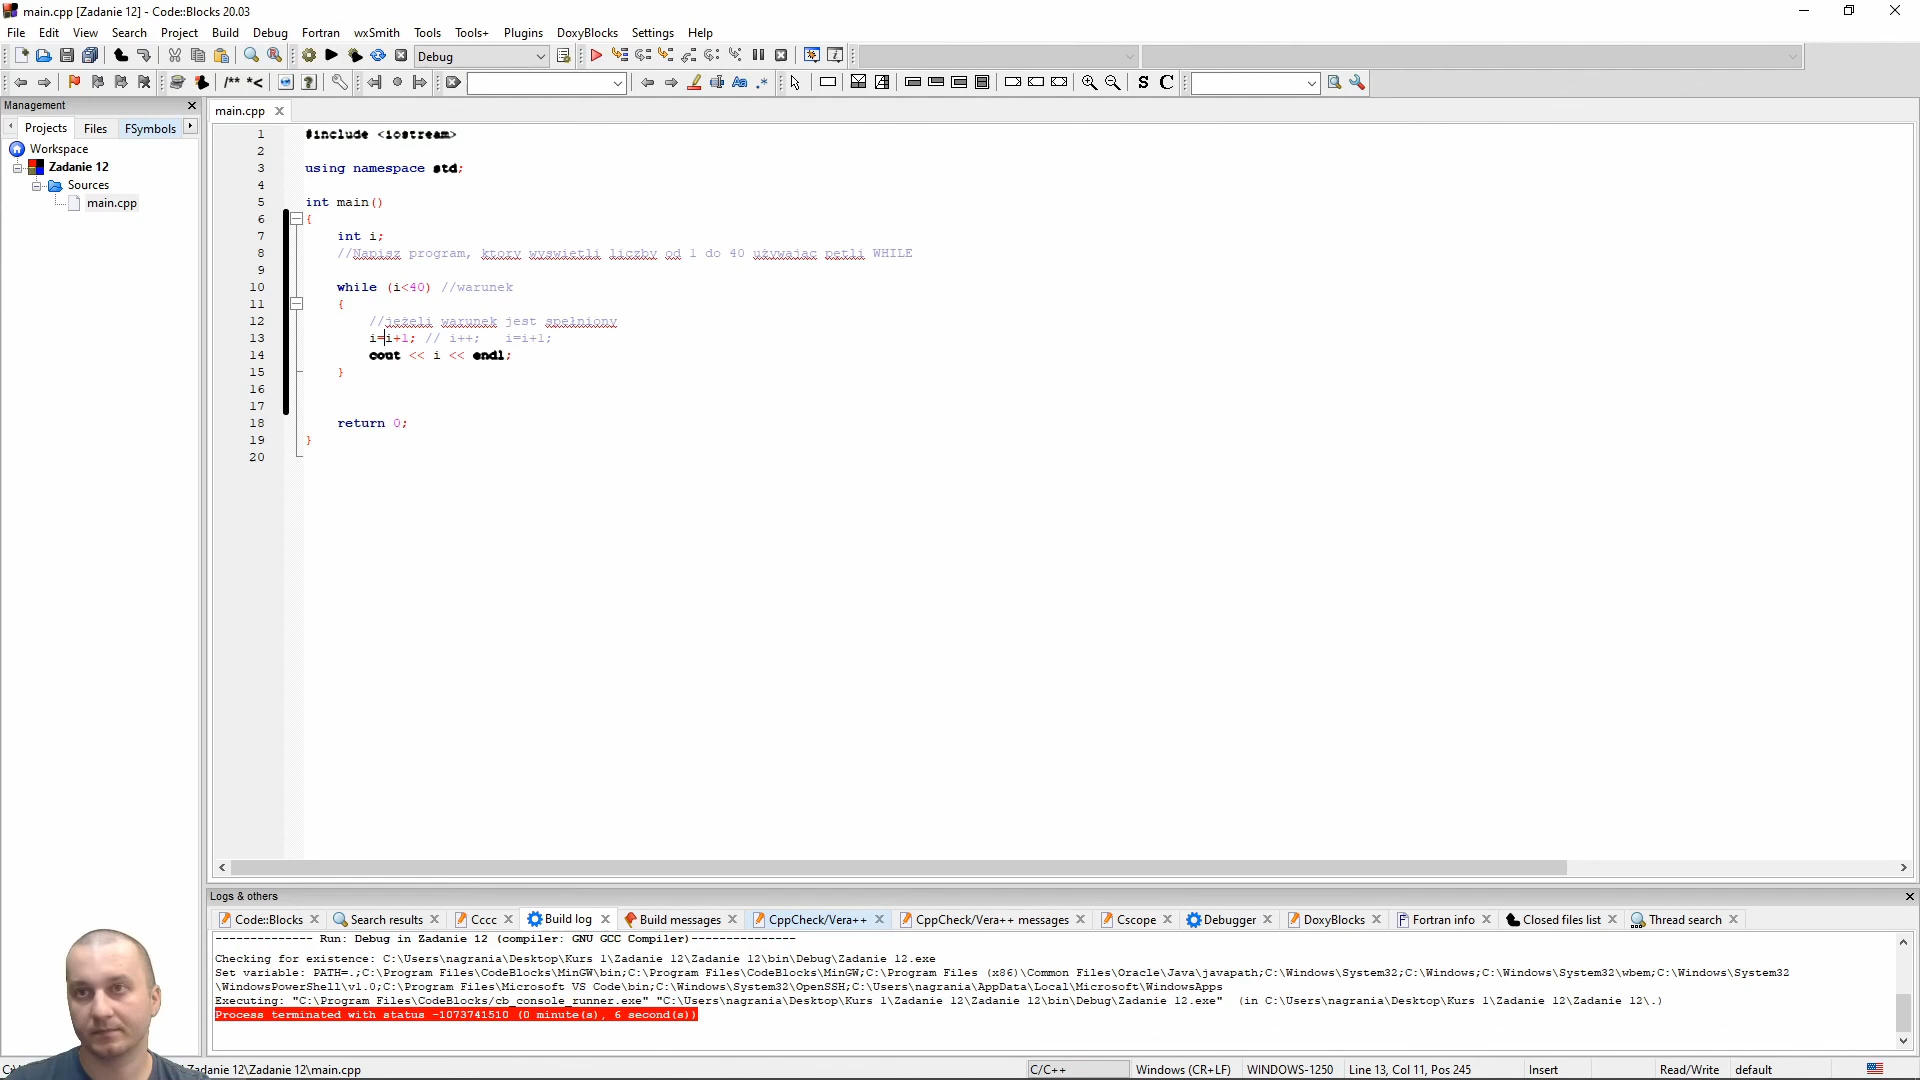 main.cpp [Zadanie 12] - Code::Blocks 20.03
File Edit View Search Project Build Debug Fortran wxSmith Tools Tools+ Plugins DoxyBlocks Settings Help
Debug
/** *< Aa .* S C
Management
main.cpp
Projects Files FSymbols
Workspace
Zadanie 12
Sources
main.cpp
1 #include <iostream>
2
3 using namespace std;
4
5 int main()
6 {
7 int i;
8 //Napisz program, ktory wyswietli liczby od 1 do 40 używajac petli WHILE
9
10 while (i<40) //warunek
11 {
12 //jeżeli warunek jest spełniony
13 i=i+1; // i++; i=i+1;
14 cout << i << endl;
15 }
16
17
18 return 0;
19 }
20
Logs & others
Code::Blocks Search results Cccc Build log Build messages CppCheck/Vera++ CppCheck/Vera++ messages Cscope Debugger DoxyBlocks Fortran info Closed files list Thread search
-------------- Run: Debug in Zadanie 12 (compiler: GNU GCC Compiler)---------------
Checking for existence: C:\Users\nagrania\Desktop\Kurs 1\Zadanie 12\Zadanie 12\bin\Debug\Zadanie 12.exe
Set variable: PATH=.;C:\Program Files\CodeBlocks\MinGW\bin;C:\Program Files\CodeBlocks\MinGW;C:\Program Files (x86)\Common Files\Oracle\Java\javapath;C:\Windows\System32;C:\Windows;C:\Windows\System32\wbem;C:\Windows\System32
\WindowsPowerShell\v1.0;C:\Program Files\Microsoft VS Code\bin;C:\Windows\System32\OpenSSH;C:\Users\nagrania\AppData\Local\Microsoft\WindowsApps
Executing: "C:\Program Files\CodeBlocks/cb_console_runner.exe" "C:\Users\nagrania\Desktop\Kurs 1\Zadanie 12\Zadanie 12\bin\Debug\Zadanie 12.exe" (in C:\Users\nagrania\Desktop\Kurs 1\Zadanie 12\Zadanie 12\.)
Process terminated with status -1073741510 (0 minute(s), 6 second(s))
Zadanie 12\Zadanie 12\main.cpp C/C++ Windows (CR+LF) WINDOWS-1250 Line 13, Col 11, Pos 245 Insert Read/Write default